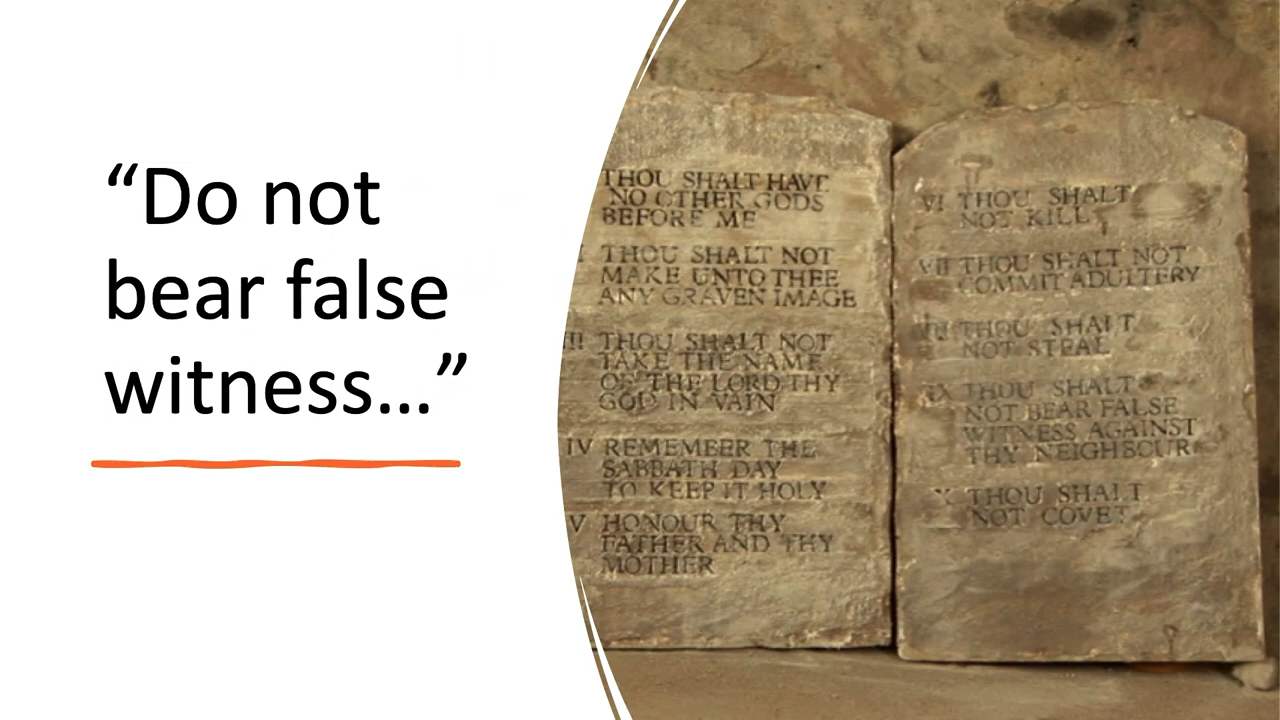 “Do not
bear false
witness...”
THOU SHALT HAVE
NO OTHER GODS
BEFORE ME
I THOU SHALT NOT
MAKE UNTO THEE
ANY GRAVEN IMAGE
III THOU SHALT NOT
TAKE THE NAME
OF THE LORD THY
GOD IN VAIN
IV REMEMBER THE
SABBATH DAY
TO KEEP IT HOLY
V HONOUR THY
FATHER AND THY
MOTHER
VI THOU SHALT
NOT KILL
VII THOU SHALT NOT
COMMIT ADULTERY
VIII THOU SHALT
NOT STEAL
IX THOU SHALT
NOT BEAR FALSE
WITNESS AGAINST
THY NEIGHBOUR
X THOU SHALT
NOT COVET